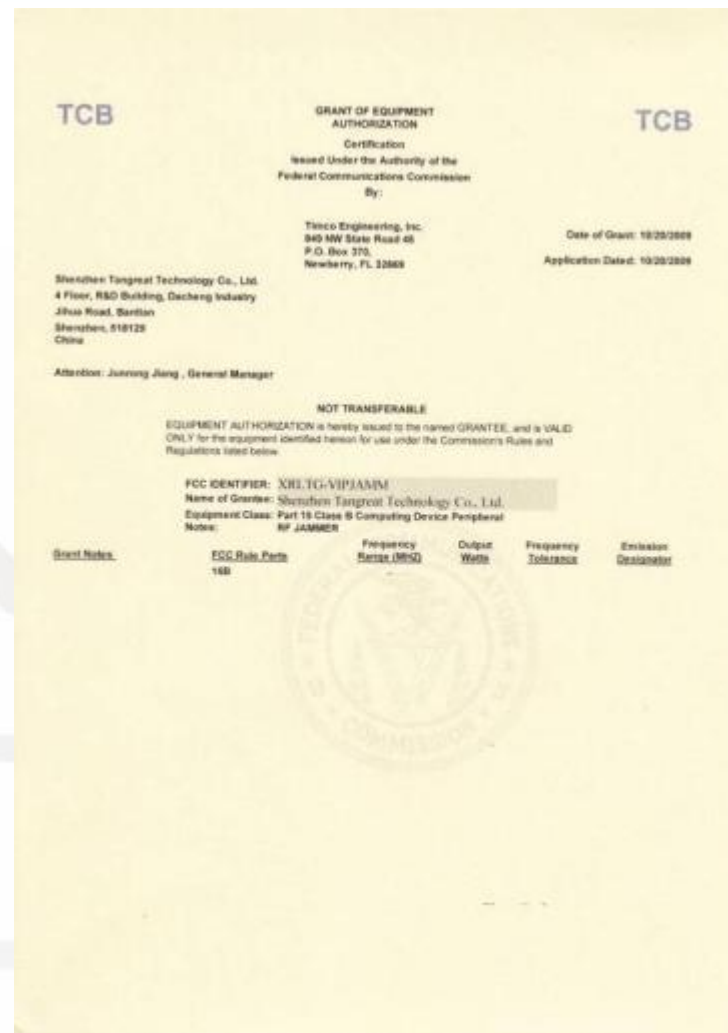 TCB
GRANT OF EQUIPMENT
AUTHORIZATION
TCB
Certification
Issued Under the Authority of the
Federal Communications Commission
By:
Timco Engineering, Inc.
849 NW State Road 45
P.O. Box 370,
Newberry, FL 32669
Date of Grant: 10/20/2009
Application Dated: 10/20/2009
Shenzhen Tangreat Technology Co., Ltd.
4 Floor, R&D Building, Dacheng Industry
Jihua Road, Bantian
Shenzhen, 518129
China
Attention: Junrong Jiang , General Manager
NOT TRANSFERABLE
EQUIPMENT AUTHORIZATION is hereby issued to the named GRANTEE, and is VALID
ONLY for the equipment identified hereon for use under the Commission's Rules and
Regulations listed below.
FCC IDENTIFIER: XRLTG-VIPJAMM
Name of Grantee: Shenzhen Tangreat Technology Co., Ltd.
Equipment Class: Part 15 Class B Computing Device Peripheral
Notes: RF JAMMER
Grant Notes FCC Rule Parts Frequency Range (MHZ) Output Watts Frequency Tolerance Emission Designator
15B
FEDERAL COMMUNICATIONS COMMISSION